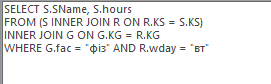 SELECT S.SName, S.hours
FROM (S INNER JOIN R ON R.KS = S.KS)
INNER JOIN G ON G.KG = R.KG
WHERE G.fac = "фіз" AND R.wday = "вт"